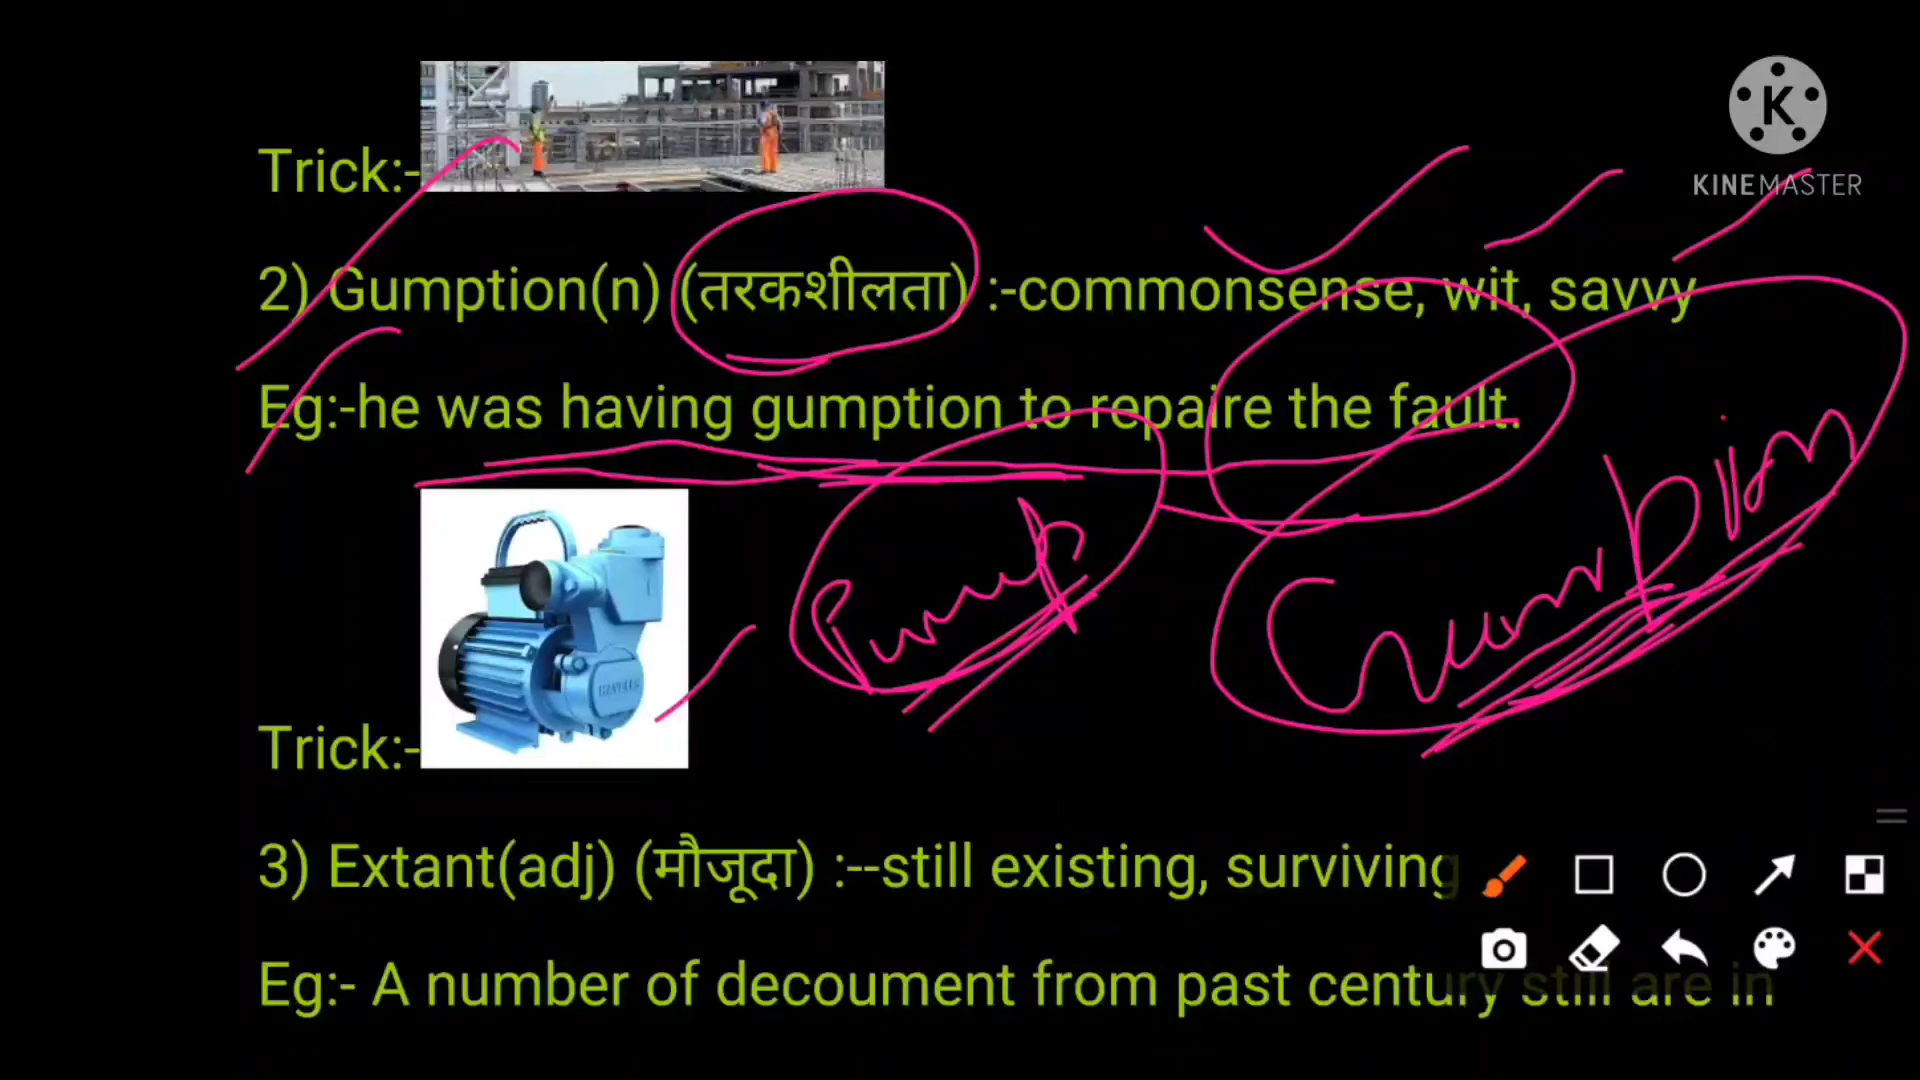 KINEMASTER
Trick:-
2) Gumption(n) (तरकशीलता) :-commonsense, wit, savvy
Eg:-he was having gumption to repaire the fault.
Pump
Gumption
HAVELLS
Trick:-
3) Extant(adj) (मौजूदा) :--still existing, surviving
Eg:- A number of decoument from past century still are in